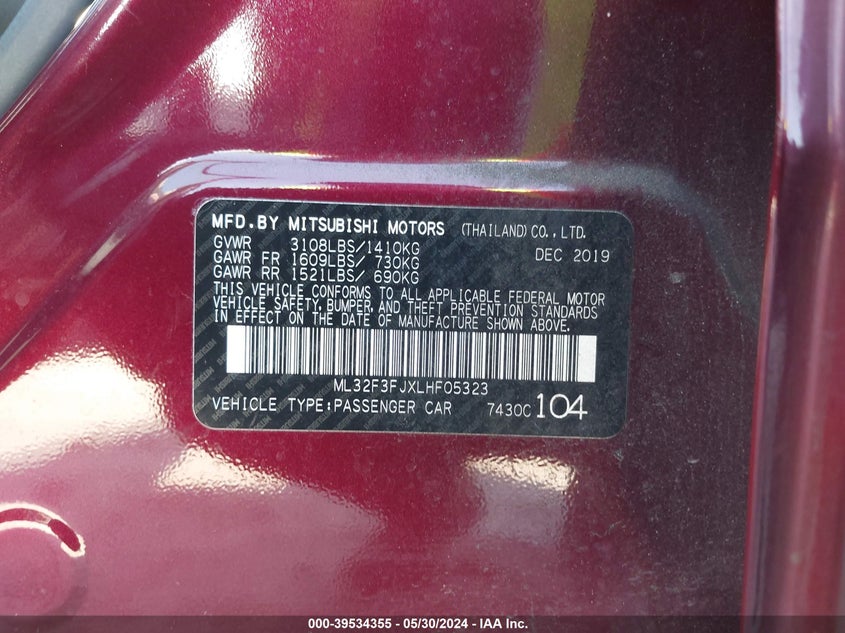 MFD.BY MITSUBISHI MOTORS (THAILAND) CO., LTD.
GVWR 3108LBS/1410KG DEC 2019
GAWR FR 1609LBS/ 730KG
GAWR RR 1521LBS/ 690KG
THIS VEHICLE CONFORMS TO ALL APPLICABLE FEDERAL MOTOR
VEHICLE SAFETY, BUMPER, AND THEFT PREVENTION STANDARDS
IN EFFECT ON THE DATE OF MANUFACTURE SHOWN ABOVE.
ML32F3FJXLHF05323
VEHICLE TYPE:PASSENGER CAR 7430C 104
000-39534355 - 05/30/2024 - IAA Inc.